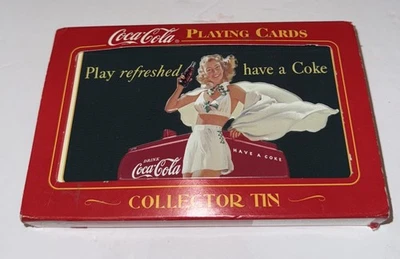 Coca-Cola® PLAYING CARDS
Play refreshed have a Coke
DRINK
Coca-Cola
HAVE A COKE
COLLECTOR TIN